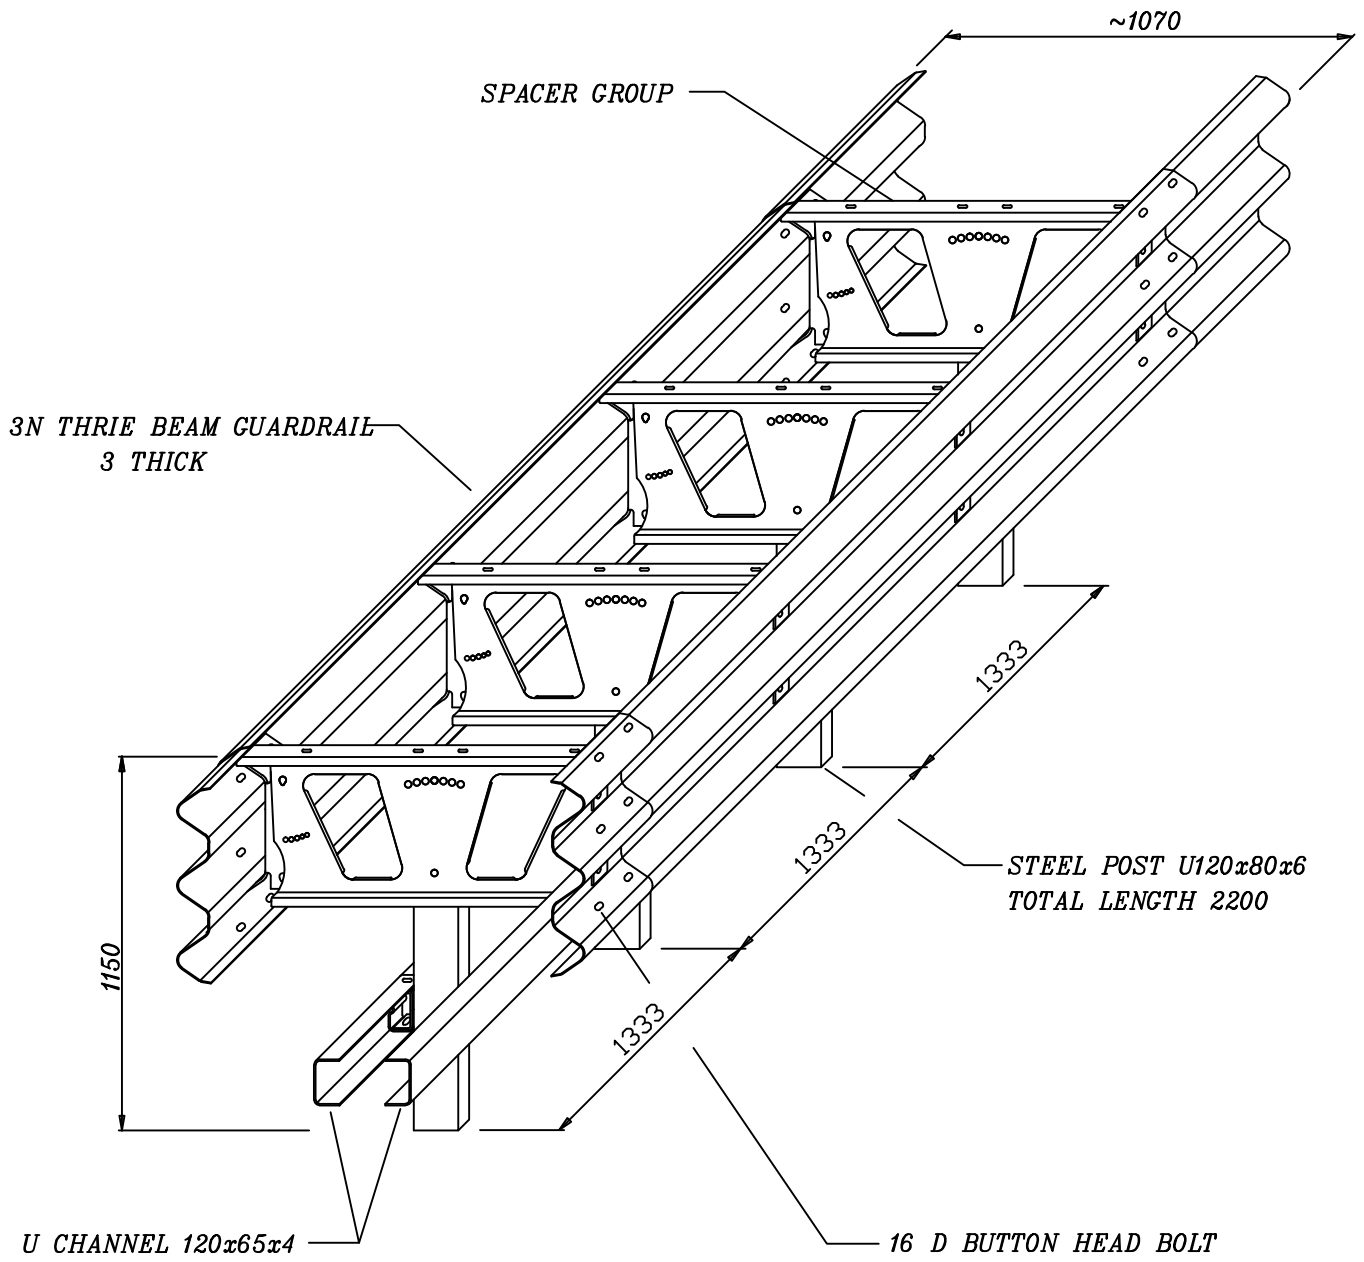 ~1070
SPACER GROUP
3N THRIE BEAM GUARDRAIL
3 THICK
1333
1333
STEEL POST U120x80x6
TOTAL LENGTH 2200
1150
1333
U CHANNEL 120x65x4
16 D BUTTON HEAD BOLT